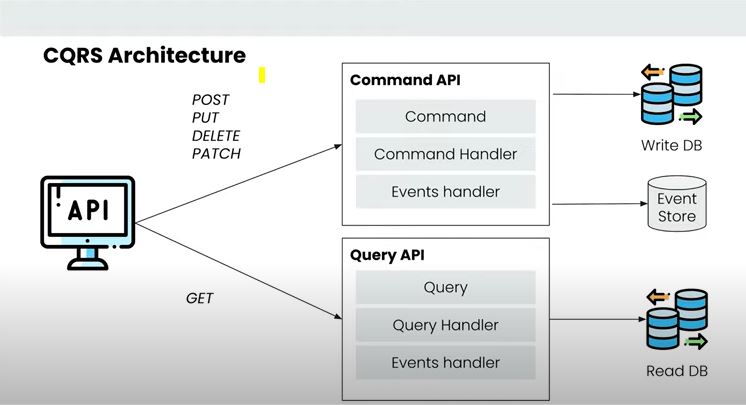 CQRS Architecture
POST
PUT
DELETE
PATCH
API
GET
Command API
Command
Command Handler
Events handler
Query API
Query
Query Handler
Events handler
Write DB
Event
Store
Read DB